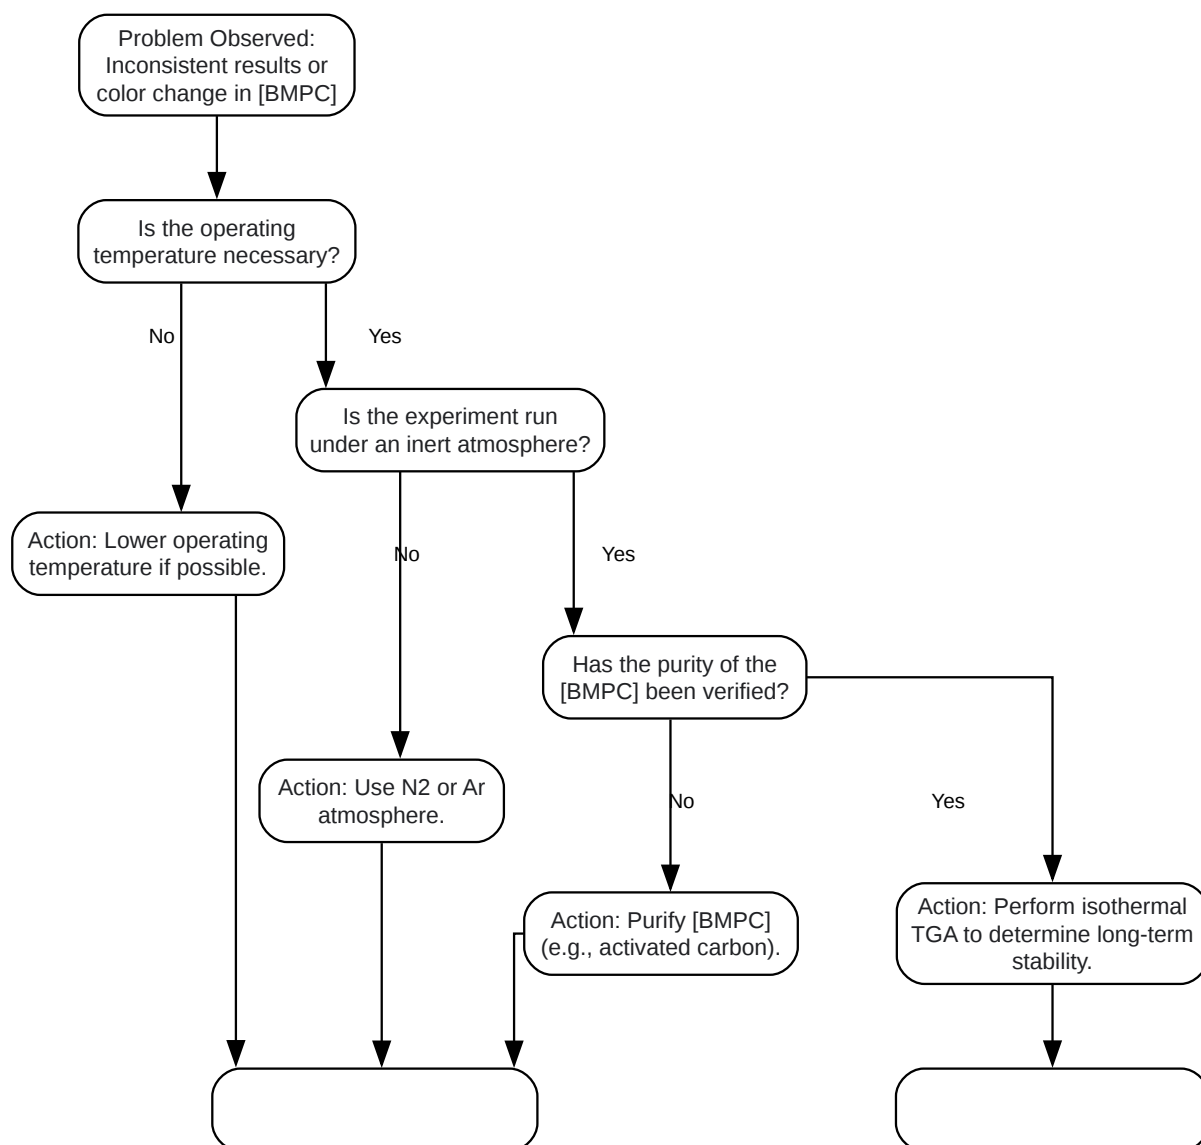 Problem Observed:
Inconsistent results or
color change in [BMPC]
Is the operating
temperature necessary?
No
Yes
Is the experiment run
under an inert atmosphere?
Action: Lower operating
temperature if possible.
No
Yes
Has the purity of the
[BMPC] been verified?
Action: Use N2 or Ar
atmosphere.
No
Yes
Action: Purify [BMPC]
(e.g., activated carbon).
Action: Perform isothermal
TGA to determine long-term
stability.